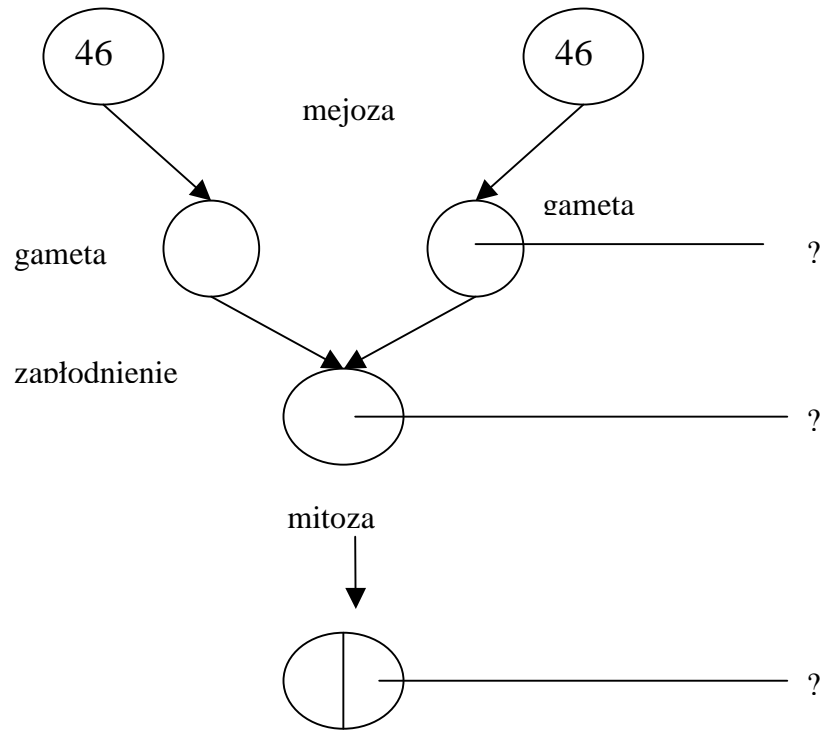 46 46
mejoza
gameta
gameta ?
zapłodnienie
?
mitoza
?